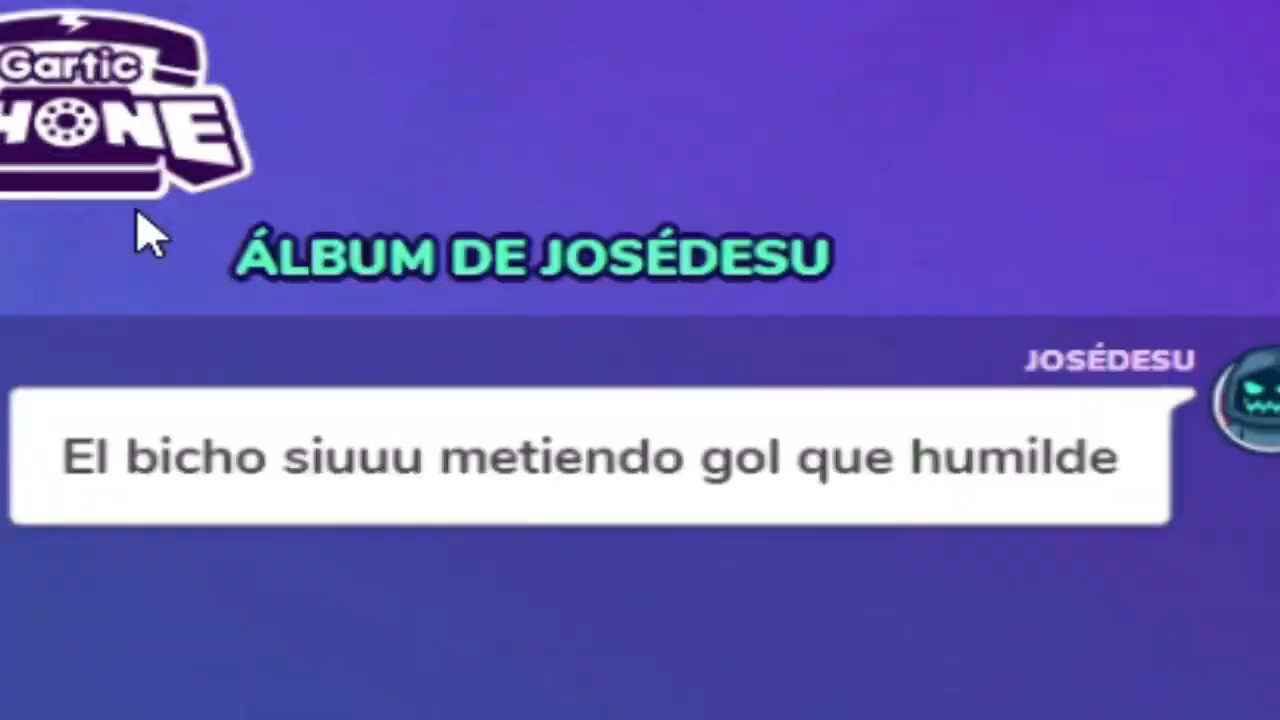 Gartic
HONE
ÁLBUM DE JOSÉDESU
JOSÉDESU
El bicho siuuu metiendo gol que humilde